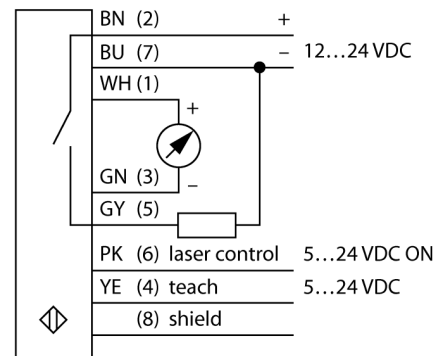 BN (2) +
BU (7) – 12…24 VDC
WH (1)
+
GN (3) –
GY (5)
PK (6) laser control 5…24 VDC ON
YE (4) teach 5…24 VDC
(8) shield